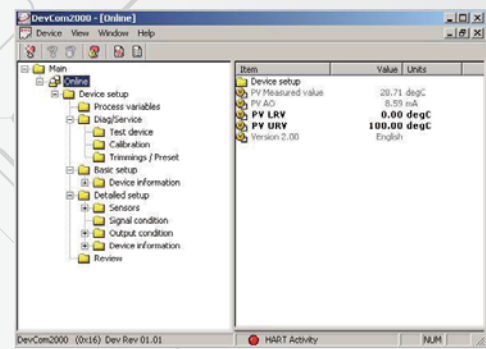 DevCom2000 - [Online]
Device View Window Help
Main
Online
Device setup
Process variables
Diag/Service
Test device
Calibration
Trimmings / Preset
Basic setup
Device information
Detailed setup
Sensors
Signal condition
Output condition
Device information
Review
Item Value Units
Device setup
PV Measured value 28.71 degC
PV AO 8.59 mA
PV LRV 0.00 degC
PV URV 100.00 degC
Version 2.00 English
DevCom2000 (0x16) Dev Rev 01.01 HART Activity NUM